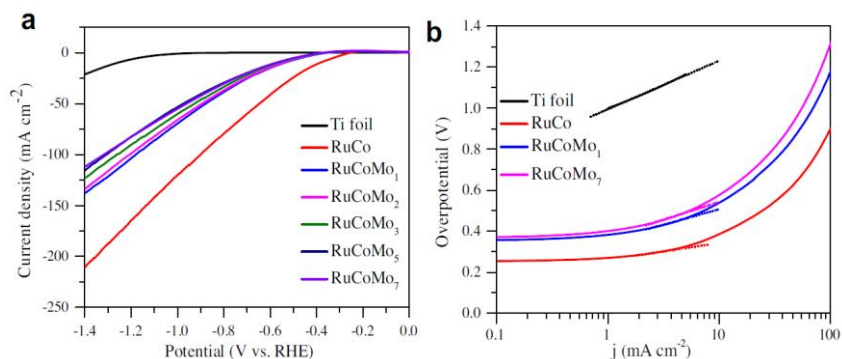 a
Current density (mA cm⁻²)
0
-50
-100
-150
-200
-250
Ti foil
RuCo
RuCoMo₁
RuCoMo₂
RuCoMo₃
RuCoMo₅
RuCoMo₇
-1.4 -1.2 -1.0 -0.8 -0.6 -0.4 -0.2 0.0
Potential (V vs. RHE)
b
Overpotential (V)
1.4
1.2
1.0
0.8
0.6
0.4
0.2
0.0
Ti foil
RuCo
RuCoMo₁
RuCoMo₇
0.1 1 10 100
j (mA cm⁻²)